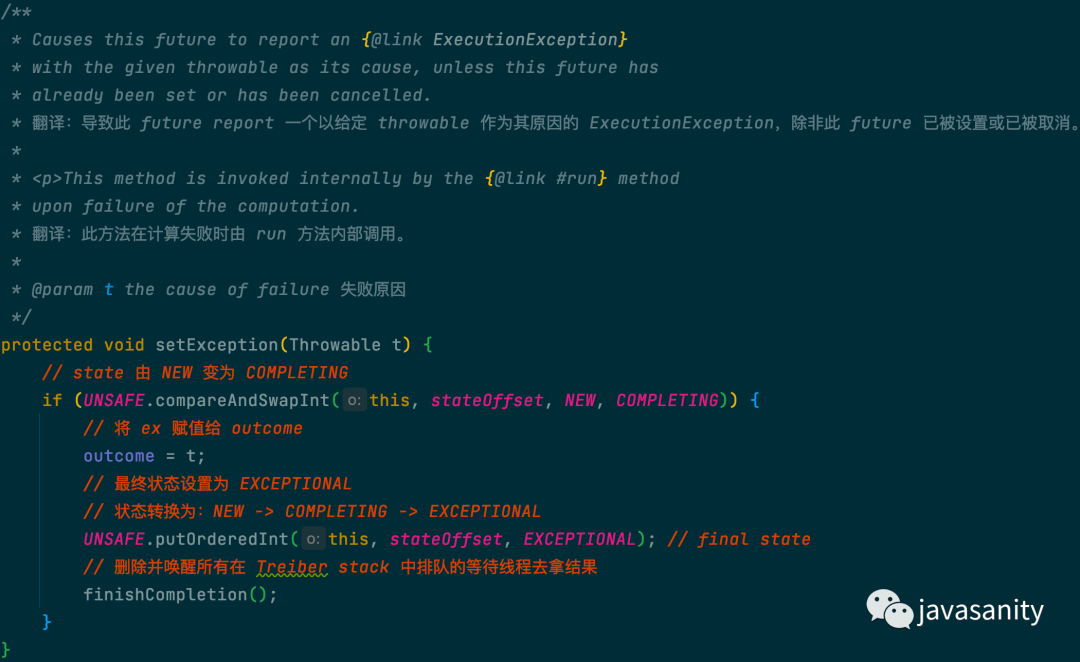 /**
 * Causes this future to report an {@link ExecutionException}
 * with the given throwable as its cause, unless this future has
 * already been set or has been cancelled.
 * 翻译：导致此 future report 一个以给定 throwable 作为其原因的 ExecutionException，除非此 future 已被设置或已被取消。
 *
 * <p>This method is invoked internally by the {@link #run} method
 * upon failure of the computation.
 * 翻译：此方法在计算失败时由 run 方法内部调用。
 *
 * @param t the cause of failure 失败原因
 */
protected void setException(Throwable t) {
    // state 由 NEW 变为 COMPLETING
    if (UNSAFE.compareAndSwapInt( o: this, stateOffset, NEW, COMPLETING)) {
        // 将 ex 赋值给 outcome
        outcome = t;
        // 最终状态设置为 EXCEPTIONAL
        // 状态转换为：NEW -> COMPLETING -> EXCEPTIONAL
        UNSAFE.putOrderedInt( o: this, stateOffset, EXCEPTIONAL); // final state
        // 删除并唤醒所有在 Treiber stack 中排队的等待线程去拿结果
        finishCompletion();
    }
}
javasanity